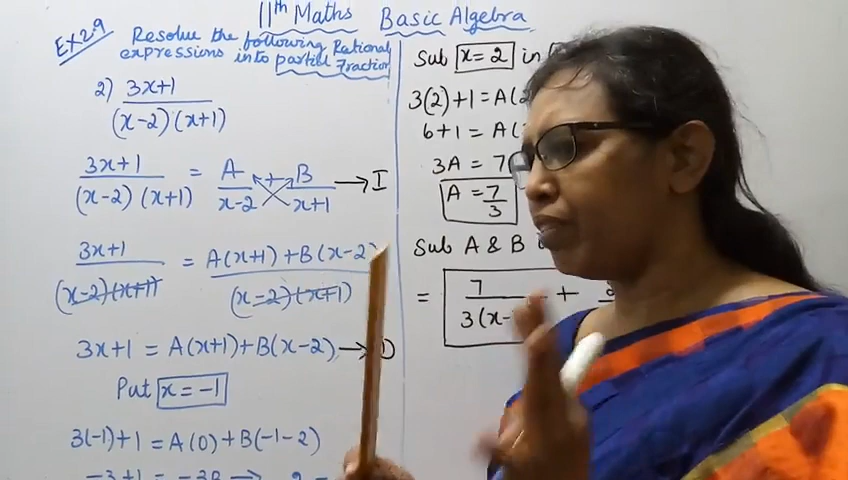 11th Maths Basic Algebra
Ex 2.9 Resolve the following Rational
expressions into partial Fraction
2) 3x+1
(x-2)(x+1)
3x+1 = A + B → I
(x-2)(x+1) x-2 x+1
3x+1 = A(x+1)+B(x-2)
(x-2)(x+1) (x-2)(x+1)
3x+1 = A(x+1)+B(x-2) →
Put x = -1
3(-1)+1 = A(0)+B(-1-2)
-3+1 = -3B →
Sub x = 2 in
3(2)+1 = A(2
6+1 = A(
3A = 7
A = 7
3
Sub A & B
= 7 +
3(x-